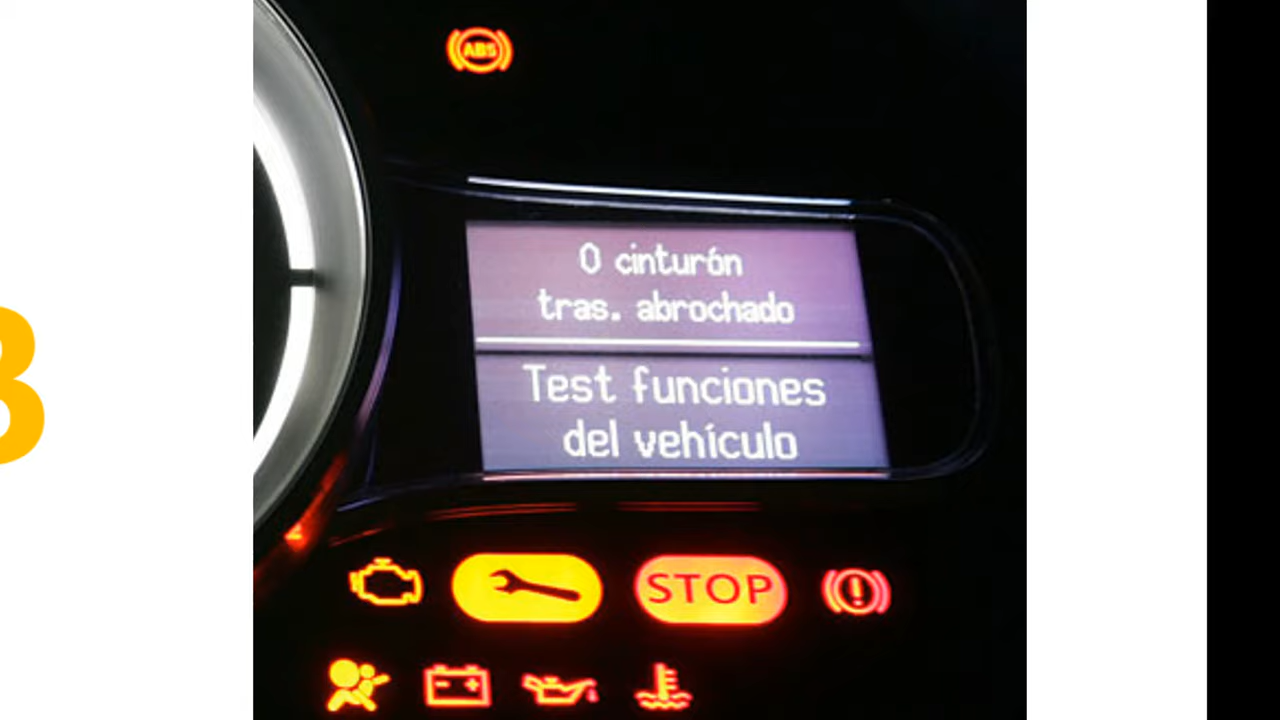 ABS
0 cinturón
tras. abrochado
Test funciones
del vehículo
STOP